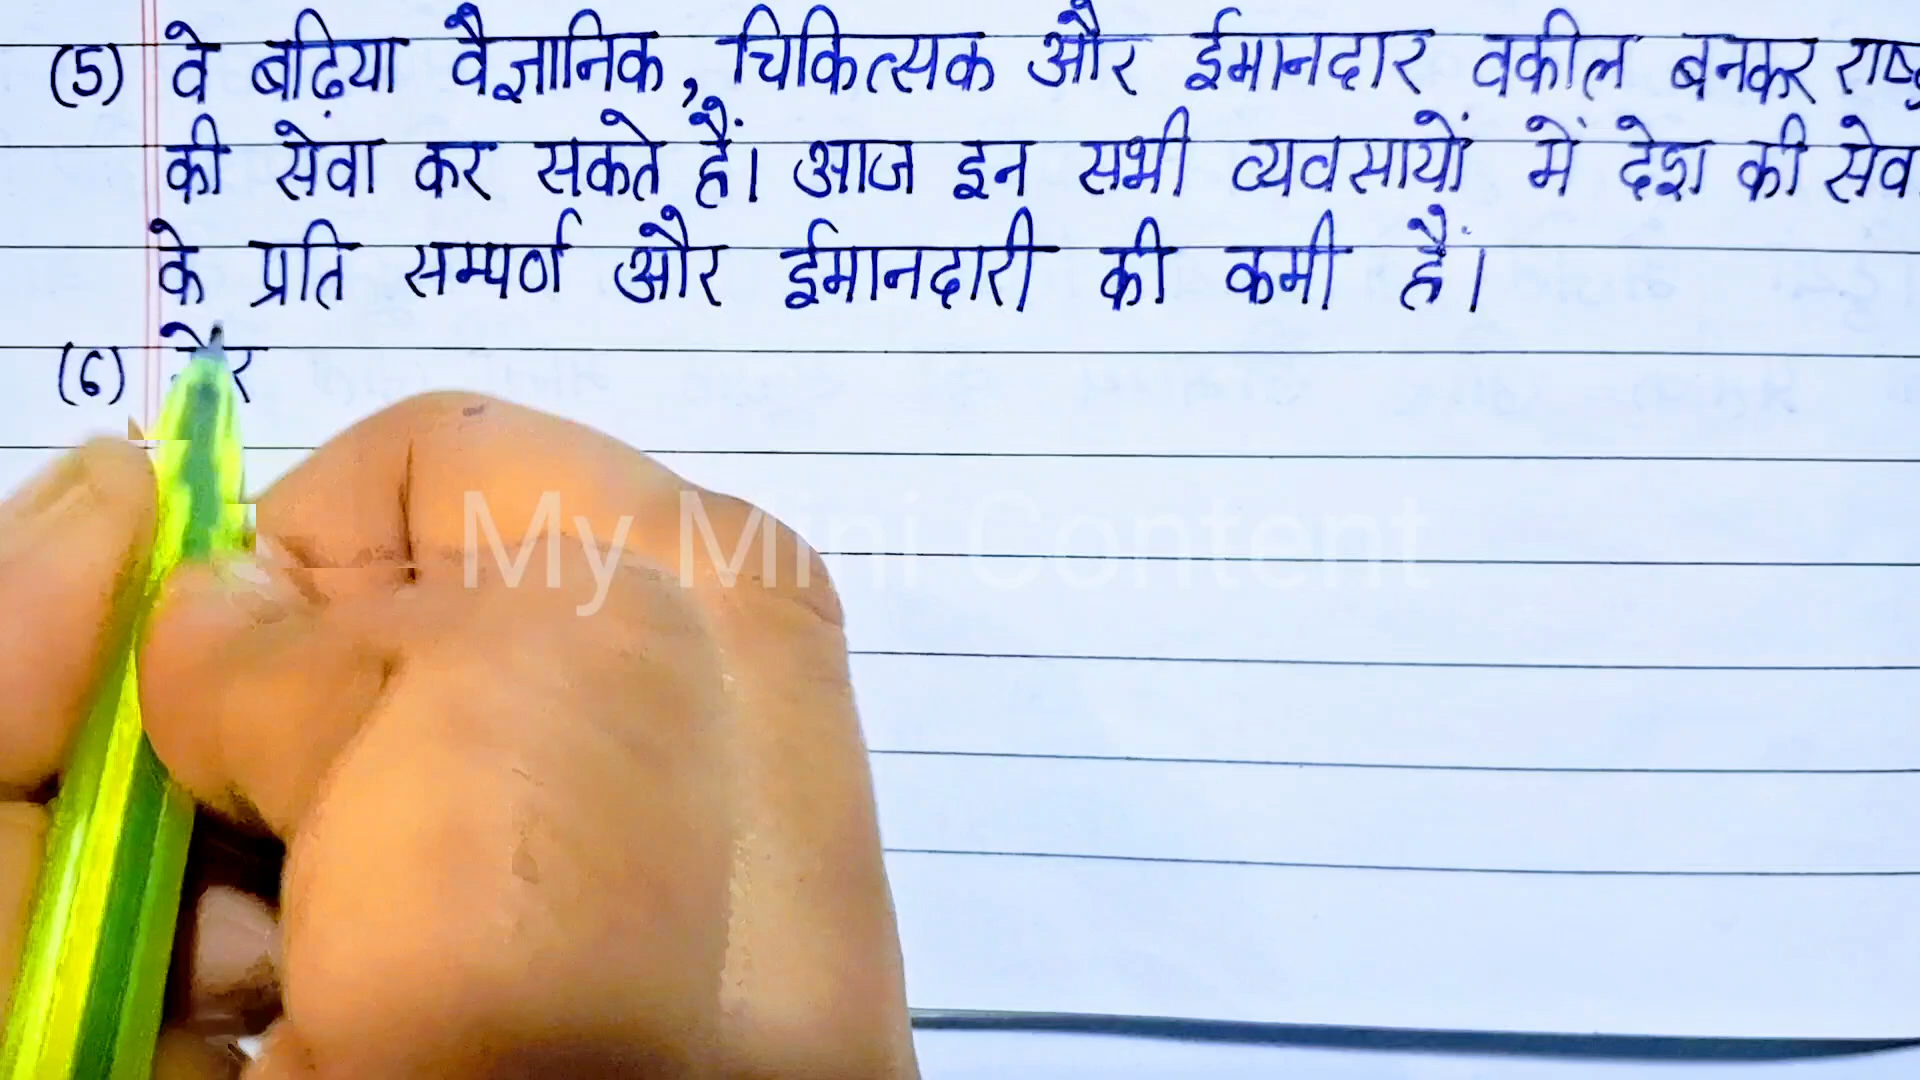 (5) वे बढ़िया वैज्ञानिक, चिकित्सक और ईमानदार वकील बनकर
की सेवा कर सकते हैं। आज इन सभी व्यवसायों में देश की सेव
के प्रति सम्पर्ण और ईमानदारी की कमी है।
(6)
My Mini Content